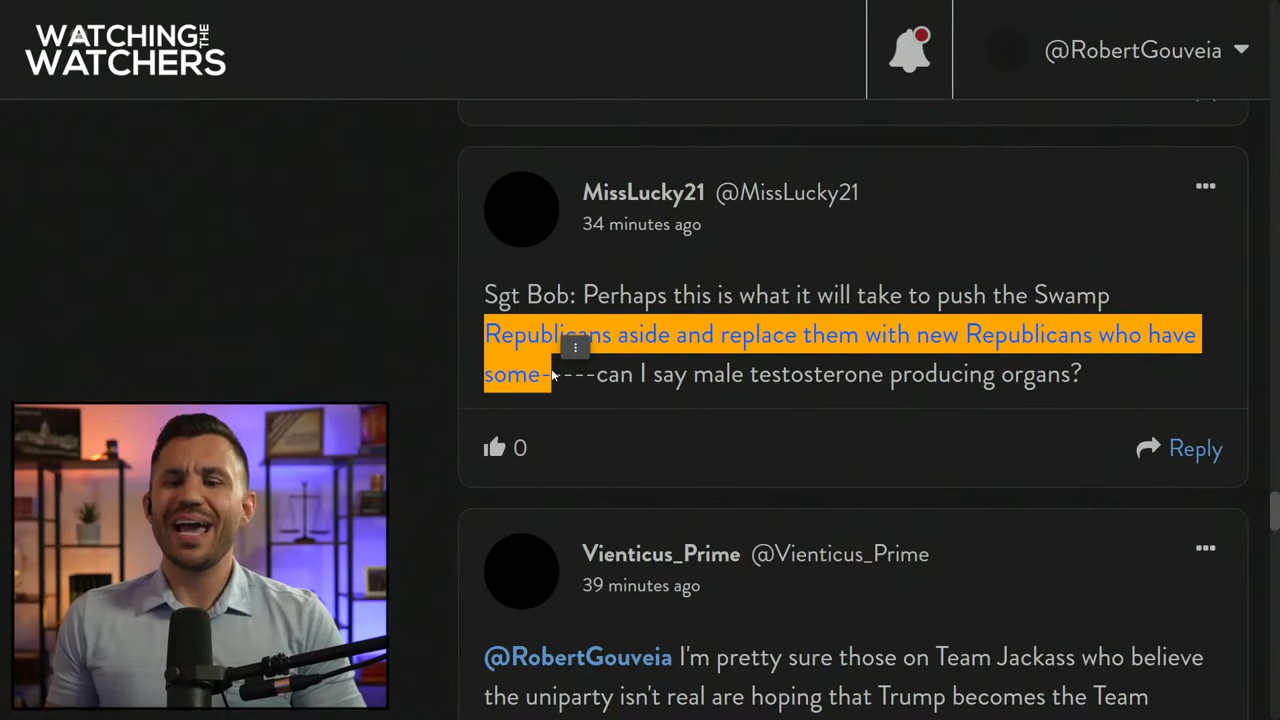 WATCHING THE
WATCHERS
@RobertGouveia
MissLucky21 @MissLucky21
34 minutes ago
Sgt Bob: Perhaps this is what it will take to push the Swamp
Republicans aside and replace them with new Republicans who have
some-----can I say male testosterone producing organs?
0
Reply
Vienticus_Prime @Vienticus_Prime
39 minutes ago
@RobertGouveia I'm pretty sure those on Team Jackass who believe
the uniparty isn't real are hoping that Trump becomes the Team